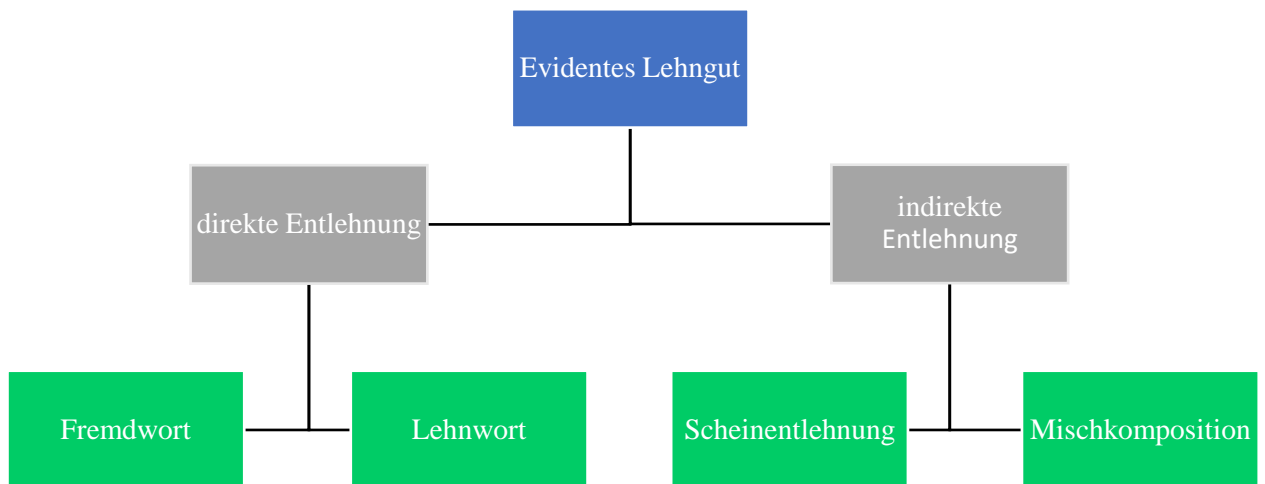 Evidentes Lehngut
direkte Entlehnung
indirekte
Entlehnung
Fremdwort
Lehnwort
Scheinentlehnung
Mischkomposition